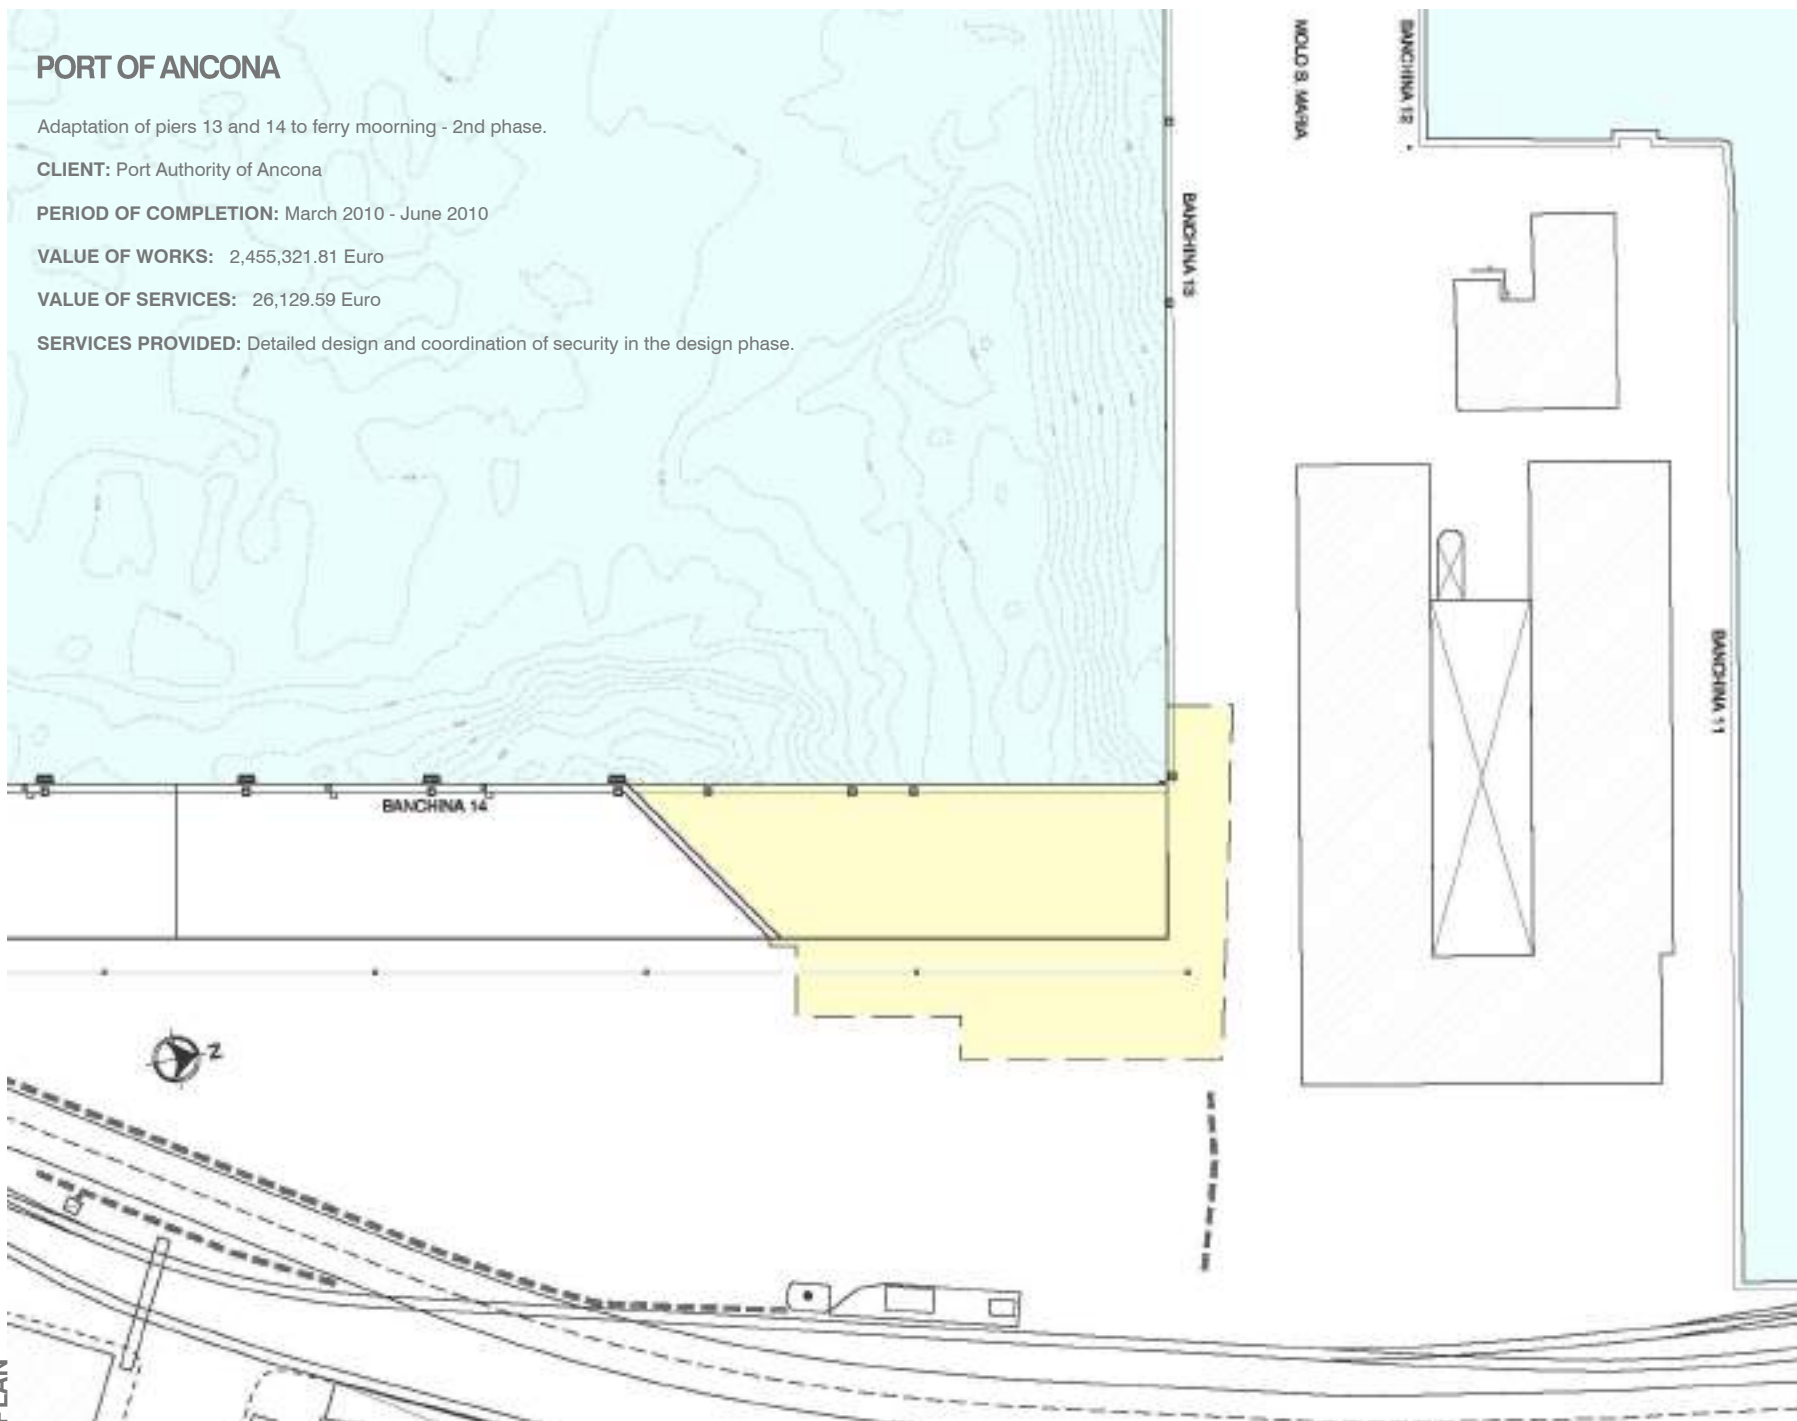 PORT OF ANCONA
Adaptation of piers 13 and 14 to ferry moorning - 2nd phase.
CLIENT: Port Authority of Ancona
PERIOD OF COMPLETION: March 2010 - June 2010
VALUE OF WORKS: 2,455,321.81 Euro
VALUE OF SERVICES: 26,129.59 Euro
SERVICES PROVIDED: Detailed design and coordination of security in the design phase.
MOLO S. MARIA
BANCHINA 12
BANCHINA 13
BANCHINA 11
BANCHINA 14
N
PLAN